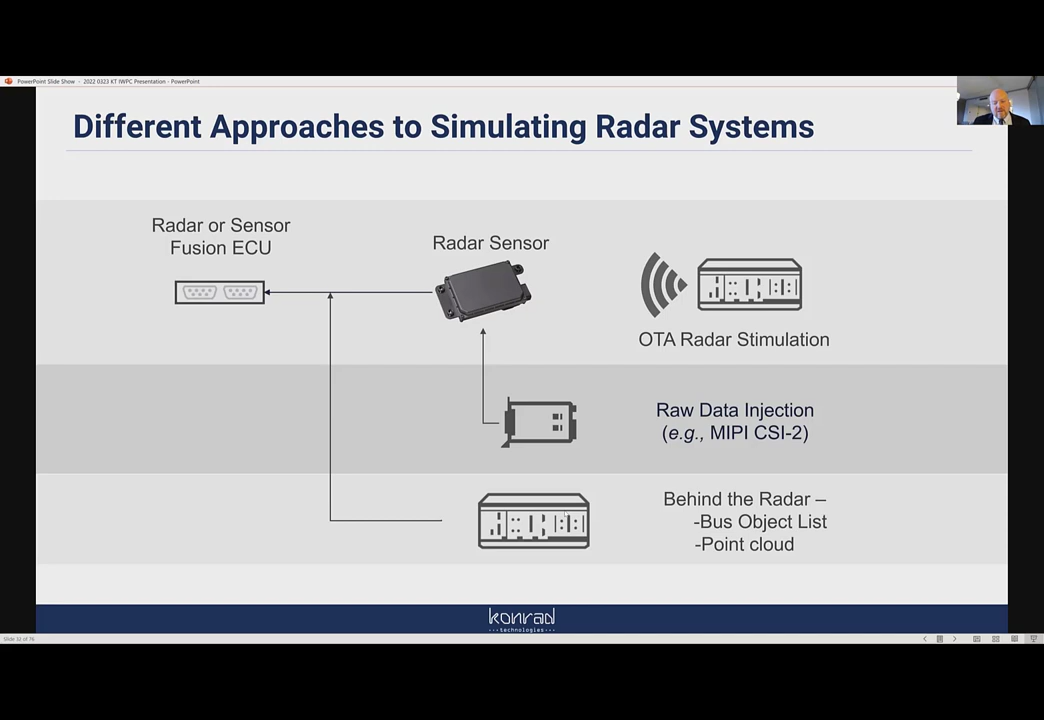 PowerPoint Slide Show - 2022 0323 KT IWPC Presentation - PowerPoint
Different Approaches to Simulating Radar Systems
Radar or Sensor
Fusion ECU
Radar Sensor
OTA Radar Stimulation
Raw Data Injection
(e.g., MIPI CSI-2)
Behind the Radar –
-Bus Object List
-Point cloud
konrad
technologies